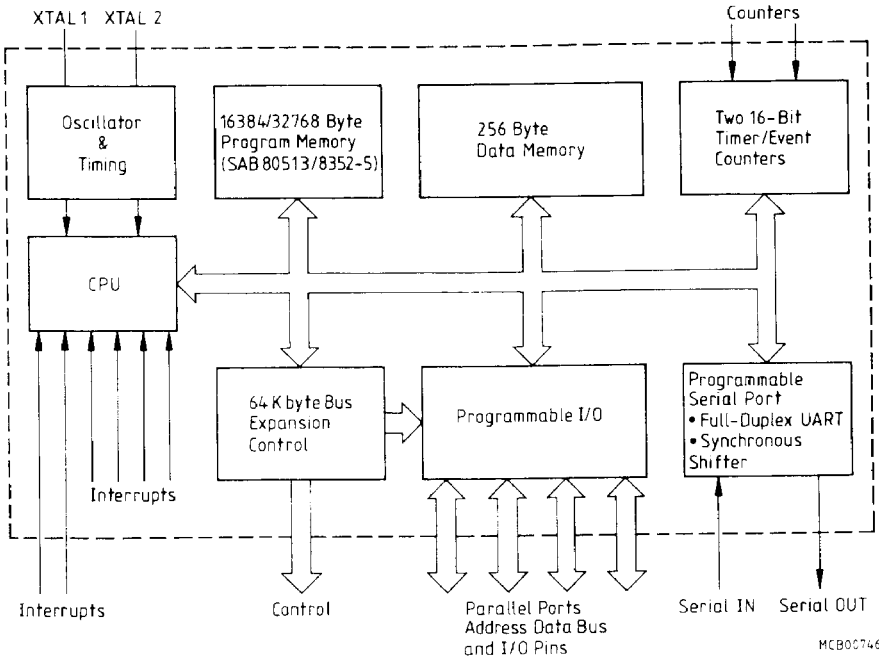 XTAL 1 XTAL 2
Counters
Oscillator
&
Timing
16384/32768 Byte
Program Memory
(SAB 80513/8352-5)
256 Byte
Data Memory
Two 16-Bit
Timer/Event
Counters
CPU
64 K byte Bus
Expansion
Control
Programmable I/O
Programmable
Serial Port
• Full-Duplex UART
• Synchronous
Shifter
Interrupts
Interrupts
Control
Parallel Ports
Address Data Bus
and I/O Pins
Serial IN
Serial OUT
MCB00746